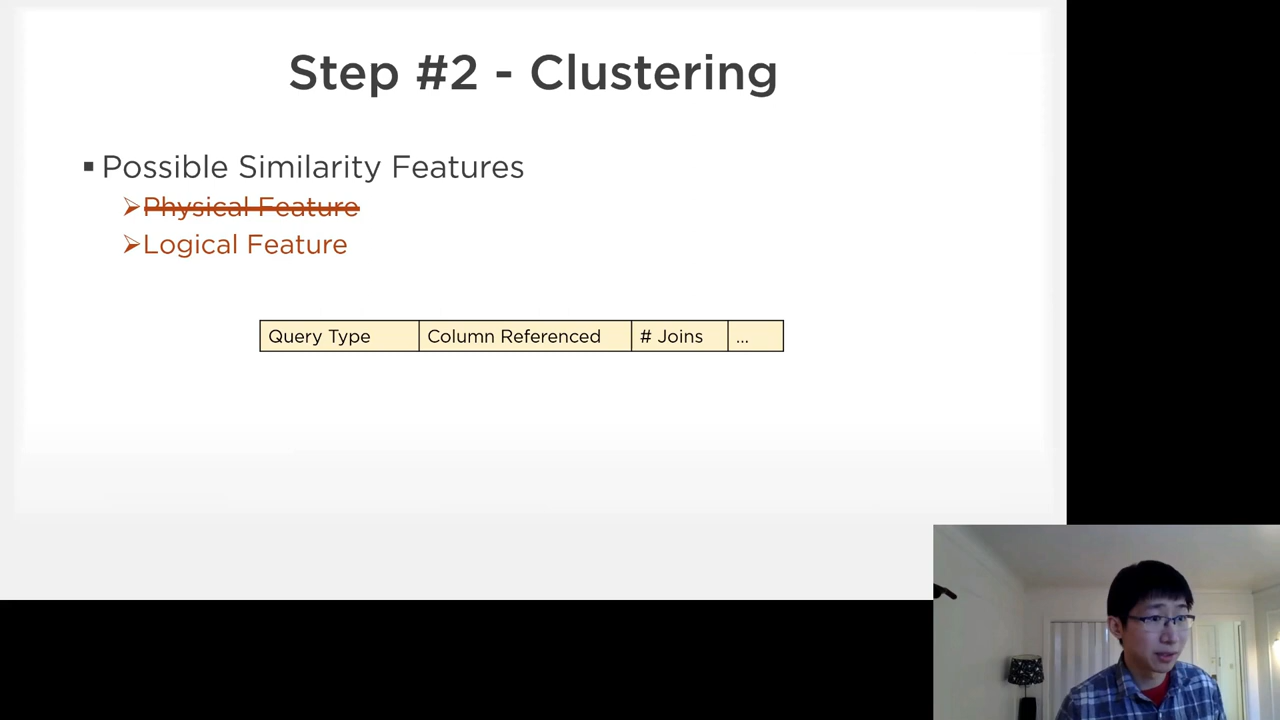 Step #2 - Clustering
▪ Possible Similarity Features
➢ Physical Feature
➢ Logical Feature
Query Type Column Referenced # Joins ...